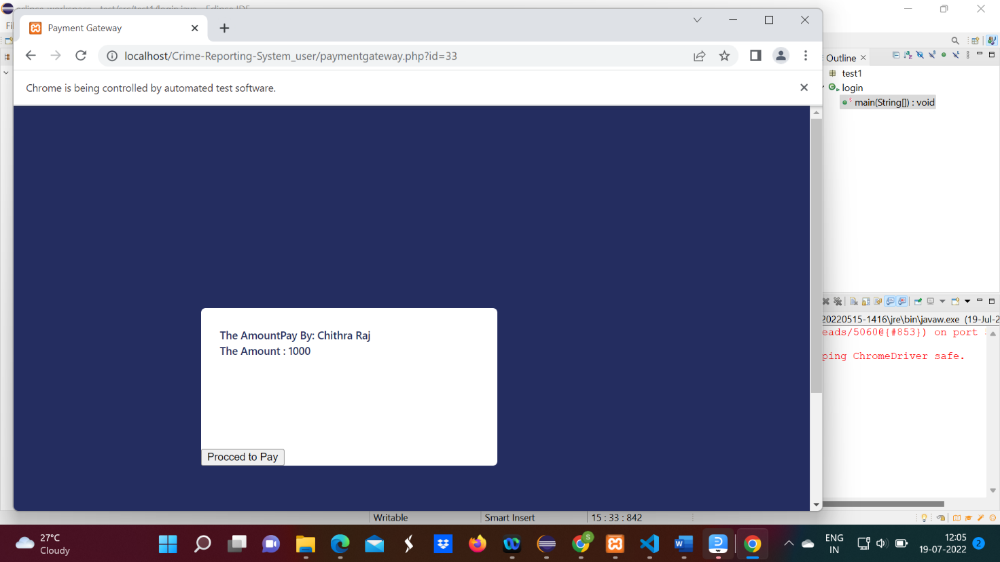 Payment Gateway
localhost/Crime-Reporting-System_user/paymentgateway.php?id=33
Chrome is being controlled by automated test software.
The AmountPay By: Chithra Raj
The Amount : 1000
Procced to Pay
Outline
test1
login
main(String[]) : void
20220515-1416\jre\bin\javaw.exe (19-Jul-2
eads/5060@{#853}) on port
ping ChromeDriver safe.
Writable
Smart Insert
15 : 33 : 842
27°C
Cloudy
S
W
ENG
IN
12:05
19-07-2022
2